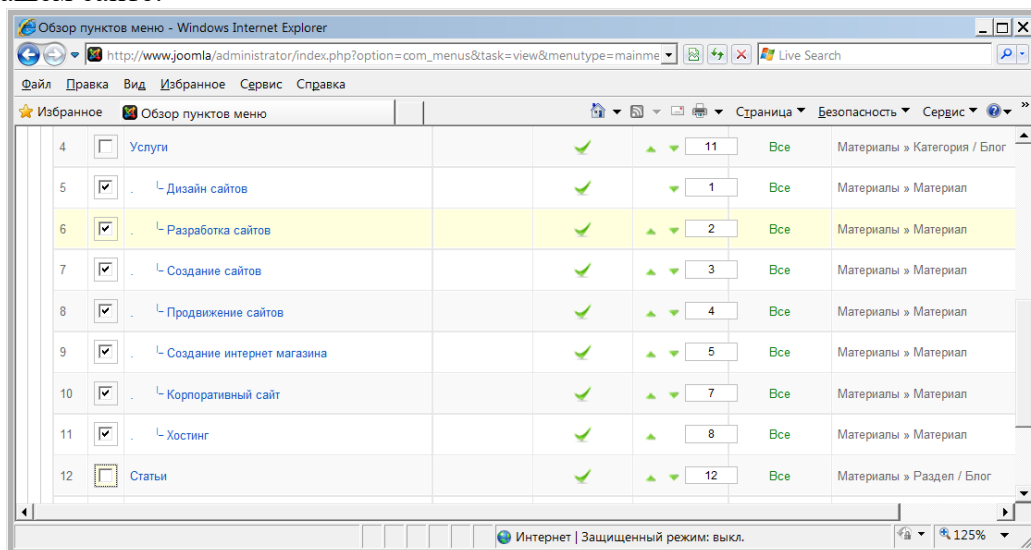 Обзор пунктов меню - Windows Internet Explorer
http://www.joomla/administrator/index.php?option=com_menus&task=view&menutype=mainme Live Search
Файл Правка Вид Избранное Сервис Справка
Избранное Обзор пунктов меню Страница Безопасность Сервис »
4 Услуги 11 Все Материалы » Категория / Блог
5 . Дизайн сайтов 1 Все Материалы » Материал
6 . Разработка сайтов 2 Все Материалы » Материал
7 . Создание сайтов 3 Все Материалы » Материал
8 . Продвижение сайтов 4 Все Материалы » Материал
9 . Создание интернет магазина 5 Все Материалы » Материал
10 . Корпоративный сайт 7 Все Материалы » Материал
11 . Хостинг 8 Все Материалы » Материал
12 Статьи 12 Все Материалы » Раздел / Блог
Интернет | Защищенный режим: выкл. 125%